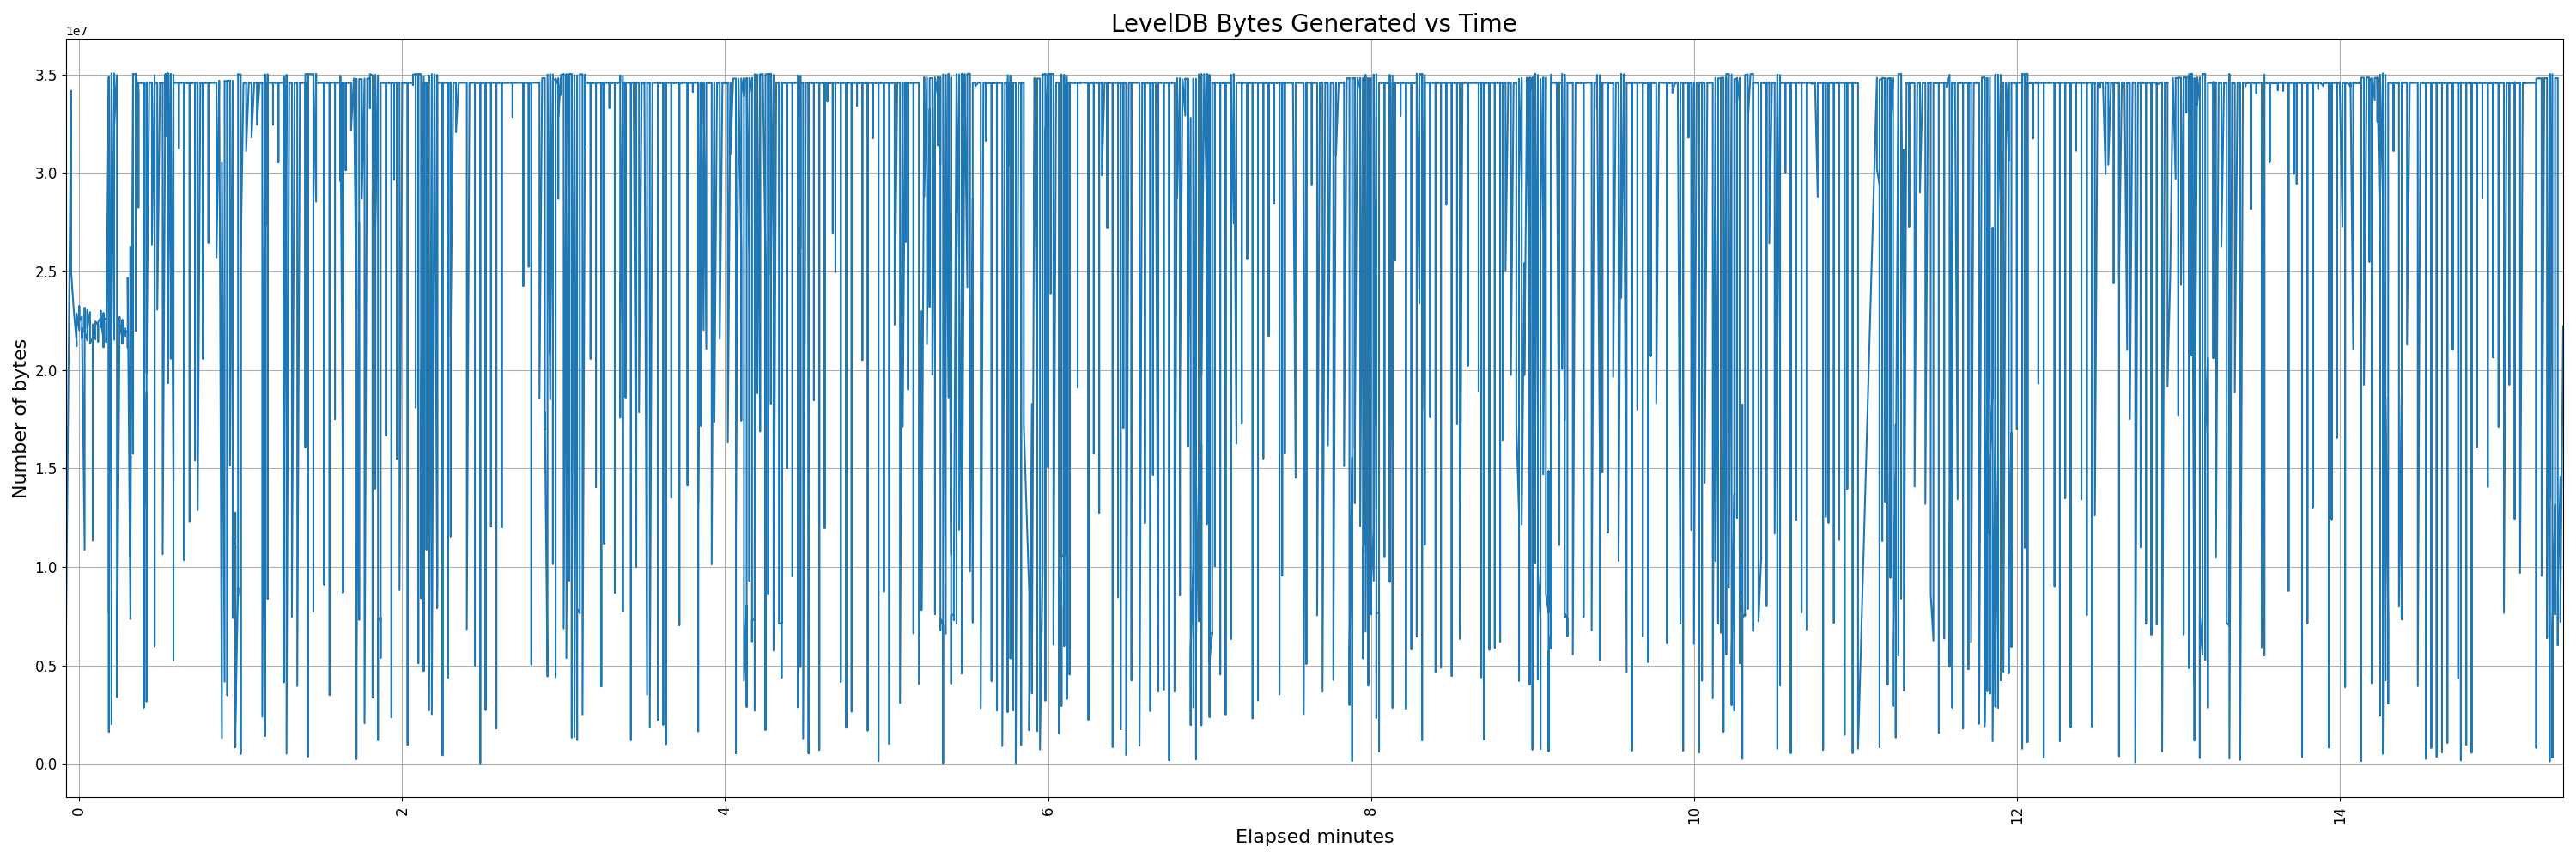 LevelDB Bytes Generated vs Time
1e7
3.5
3.0
2.5
2.0
1.5
1.0
0.5
0.0
Number of bytes
0 2 4 6 8 10 12 14
Elapsed minutes